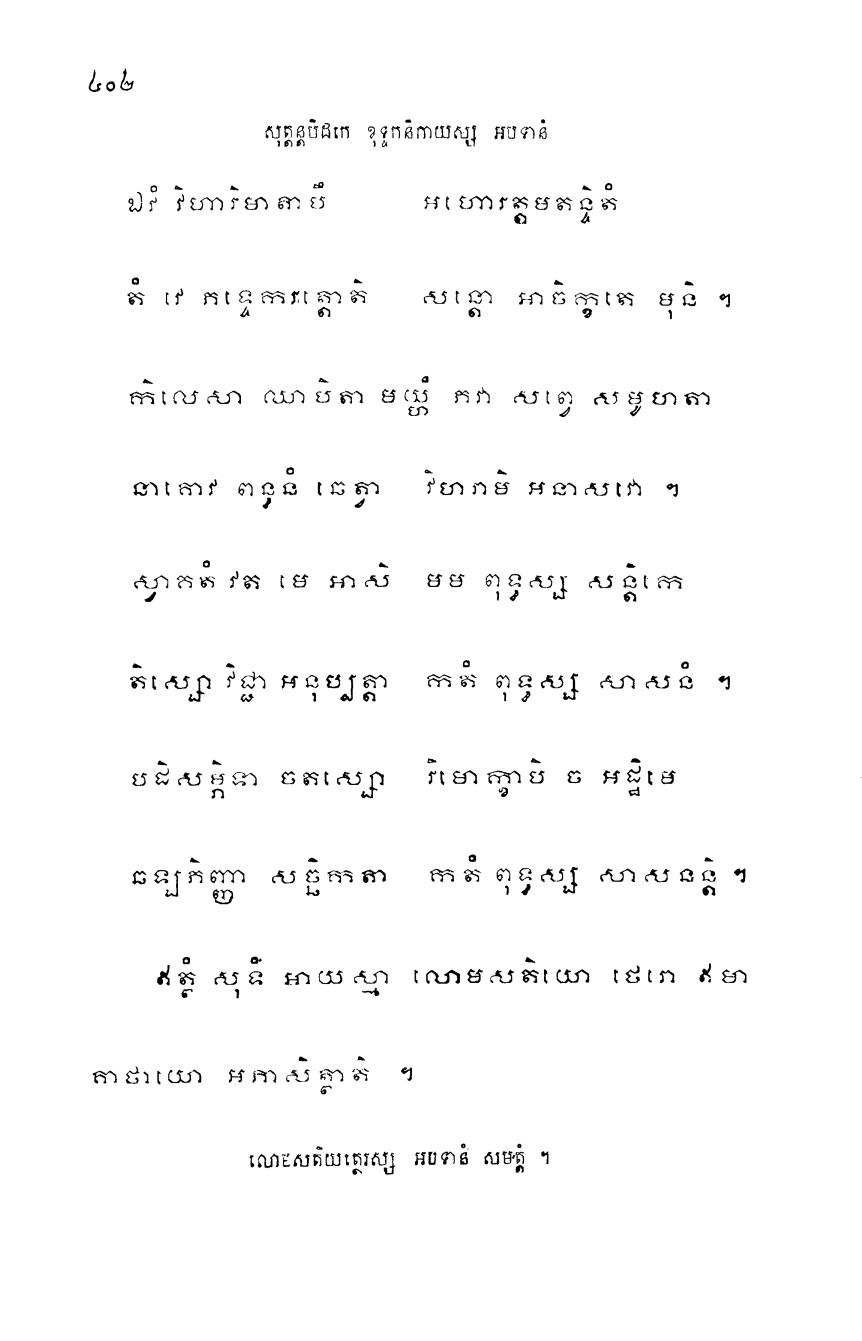 ៤០២
សុត្តន្តបិដកេ ខុទ្ទកនិកាយស្ស អបទានំ
ឯវំ វិហារិមាតាបឹ អហោរត្តមតន្ទិតំ
តំ វេ ភទ្ទេករត្តោតិ សន្តោ អាចិក្ខតេ មុនិ ។
កិលេសា ឈាបិតា មយ្ហំ ភវា សព្វេ សមូហតា
នាគោវ ពន្ធនំ ឆេត្វា វិហរាមិ អនាសវោ ។
ស្វាគតំ វត មេ អាសិ មម ពុទ្ធស្ស សន្តិកេ
តិស្សោ វិជ្ជា អនុប្បត្តា កតំ ពុទ្ធស្ស សាសនំ ។
បដិសម្ភិទា ចតស្សោ វិមោក្ខាបិ ច អដ្ឋិមេ
ឆឡភិញ្ញា សច្ឆិកតា កតំ ពុទ្ធស្ស សាសនន្តិ ។
ឥត្ថំ សុទំ អាយស្មា លោមសតិយោ ថេរោ ឥមា
គាថាយោ អភាសិត្ថាតិ ។
លោមសតិយត្ថេរស្ស អបទានំ សមត្តំ ។